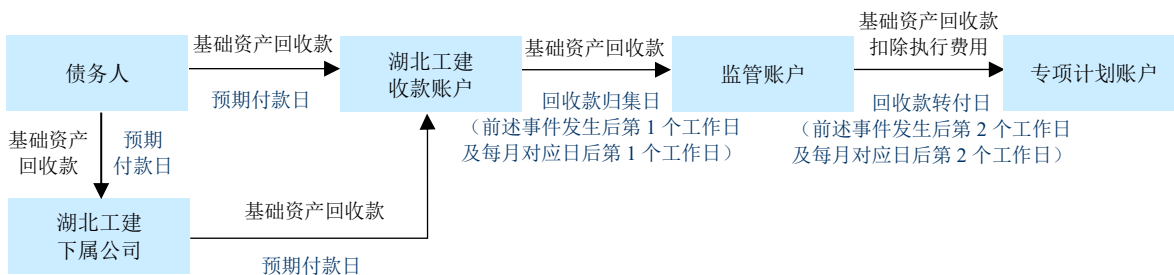 债务人
基础资产回收款
预期付款日
湖北工建
收款账户
基础资产回收款
回收款归集日
（前述事件发生后第 1 个工作日
及每月对应日后第 1 个工作日）
监管账户
基础资产回收款
扣除执行费用
回收款转付日
（前述事件发生后第 2 个工作日
及每月对应日后第 2 个工作日）
专项计划账户
基础资产
回收款
预期
付款日
湖北工建
下属公司
基础资产回收款
预期付款日